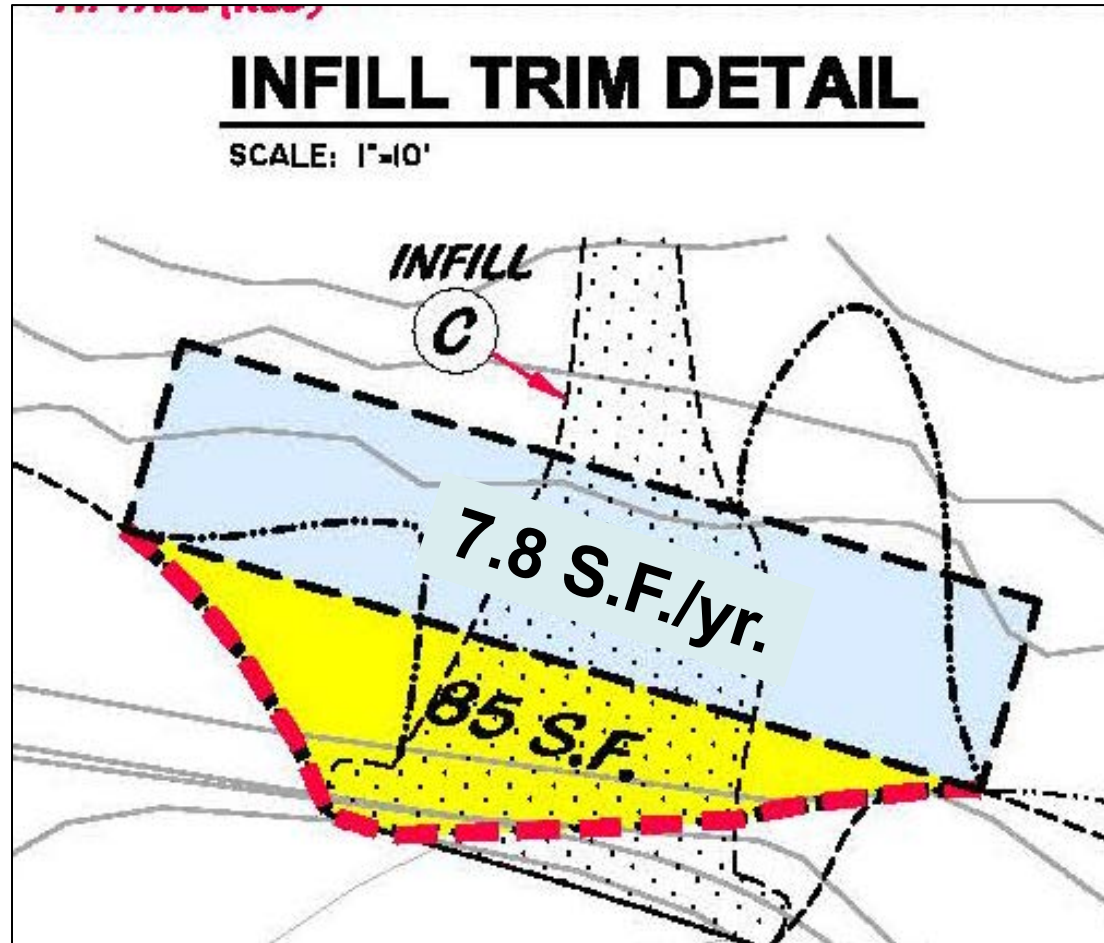 INFILL TRIM DETAIL
SCALE: 1"=10'
INFILL
C
7.8 S.F./yr.
85 S.F.